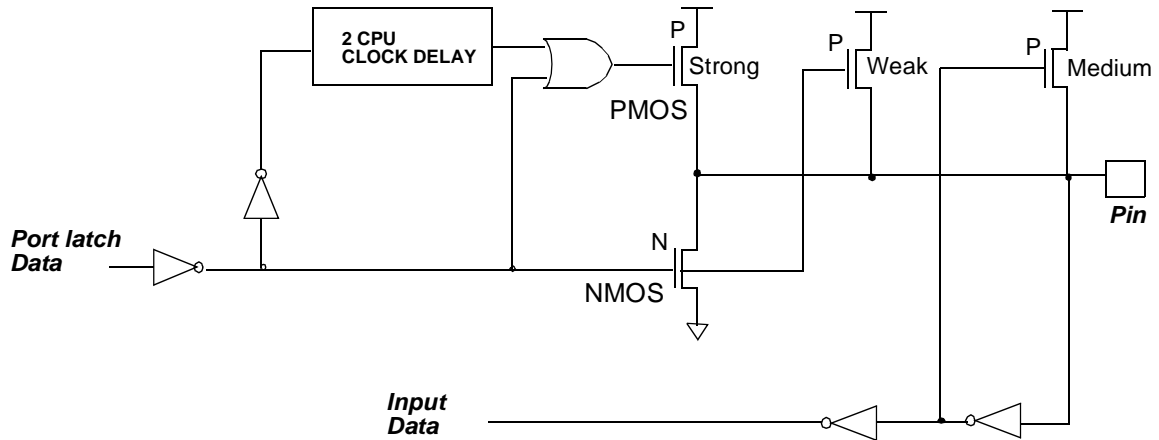 2 CPU
CLOCK DELAY
P
Strong
PMOS
P
Weak
P
Medium
Pin
Port latch
Data
N
NMOS
Input
Data